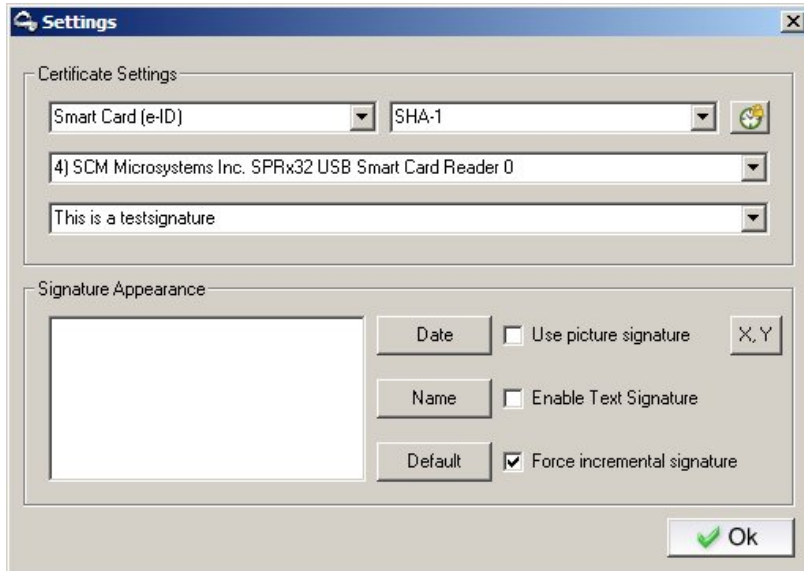 Settings
Certificate Settings
Smart Card (e-ID) SHA-1
4) SCM Microsystems Inc. SPRx32 USB Smart Card Reader 0
This is a testsignature
Signature Appearance
Date Use picture signature X,Y
Name Enable Text Signature
Default Force incremental signature
Ok